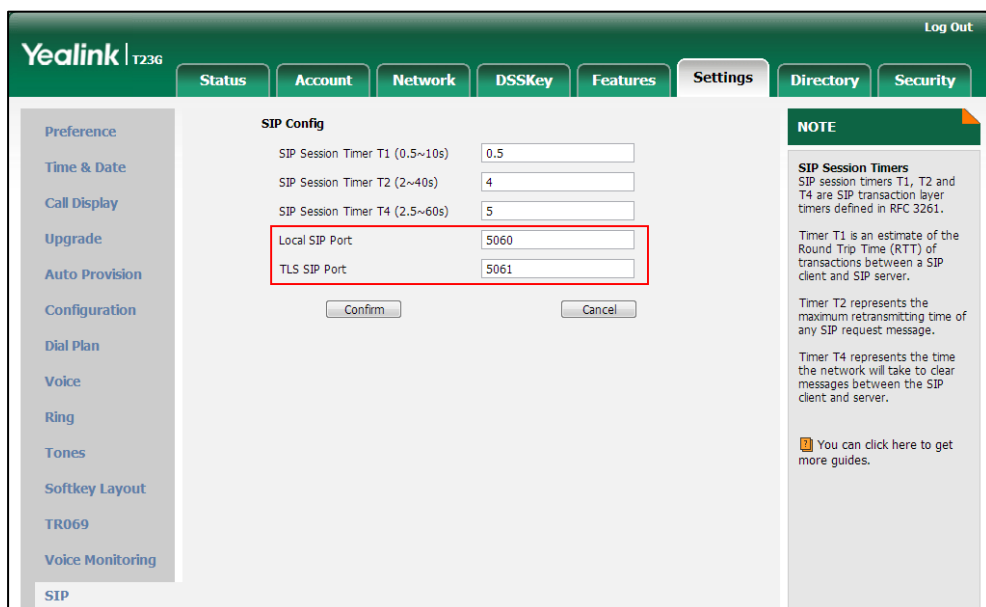 Log Out
Yealink | T23G
Status
Account
Network
DSSKey
Features
Settings
Directory
Security
Preference
Time & Date
Call Display
Upgrade
Auto Provision
Configuration
Dial Plan
Voice
Ring
Tones
Softkey Layout
TR069
Voice Monitoring
SIP
SIP Config
SIP Session Timer T1 (0.5~10s) 0.5
SIP Session Timer T2 (2~40s) 4
SIP Session Timer T4 (2.5~60s) 5
Local SIP Port 5060
TLS SIP Port 5061
Confirm Cancel
NOTE
SIP Session Timers
SIP session timers T1, T2 and
T4 are SIP transaction layer
timers defined in RFC 3261.
Timer T1 is an estimate of the
Round Trip Time (RTT) of
transactions between a SIP
client and SIP server.
Timer T2 represents the
maximum retransmitting time of
any SIP request message.
Timer T4 represents the time
the network will take to clear
messages between the SIP
client and server.
? You can click here to get
more guides.